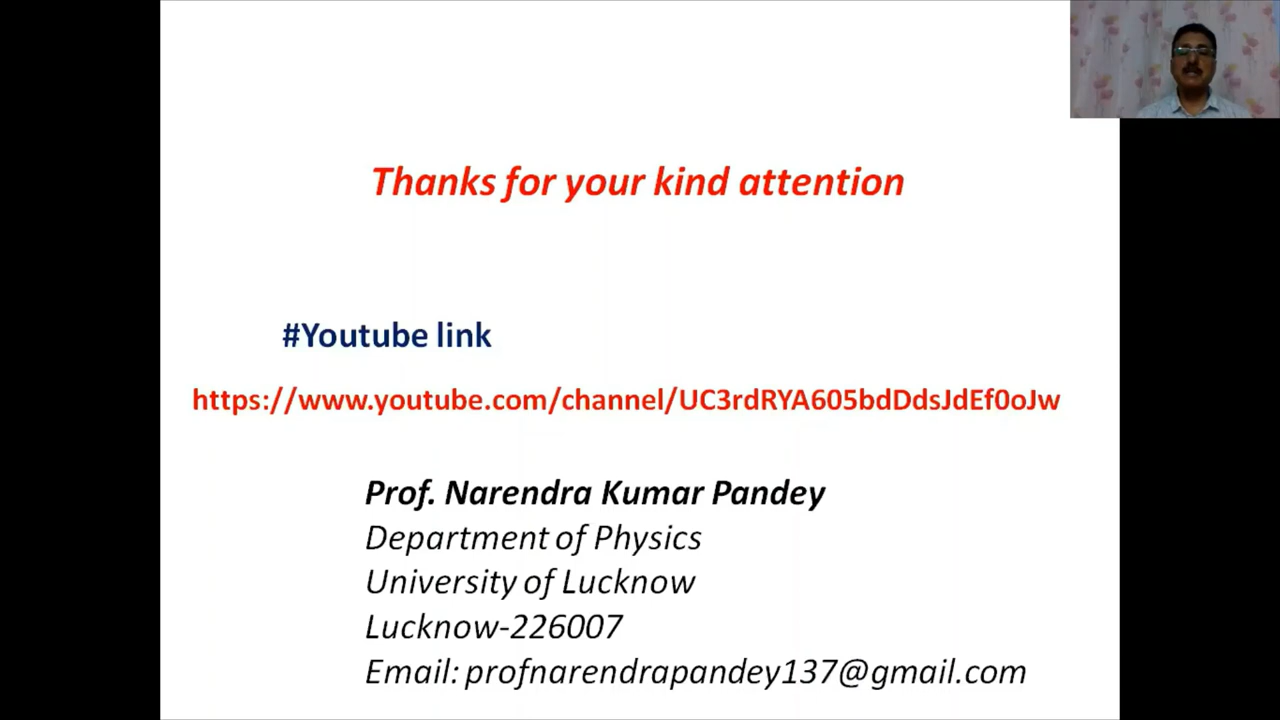 Thanks for your kind attention
#Youtube link
https://www.youtube.com/channel/UC3rdRYA605bdDdsJdEf0oJw
Prof. Narendra Kumar Pandey
Department of Physics
University of Lucknow
Lucknow-226007
Email: profnarendrapandey137@gmail.com